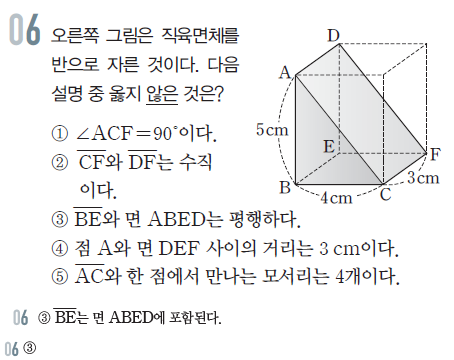 06 오른쪽 그림은 직육면체를
반으로 자른 것이다. 다음
설명 중 옳지 않은 것은?
① ∠ACF=90°이다.
② CF와 DF는 수직
이다.
③ BE와 면 ABED는 평행하다.
④ 점 A와 면 DEF 사이의 거리는 3 cm이다.
⑤ AC와 한 점에서 만나는 모서리는 4개이다.
D
A
5cm
E
F
B
3cm
4cm
C
06 ③ BE는 면 ABED에 포함된다.
06 ③